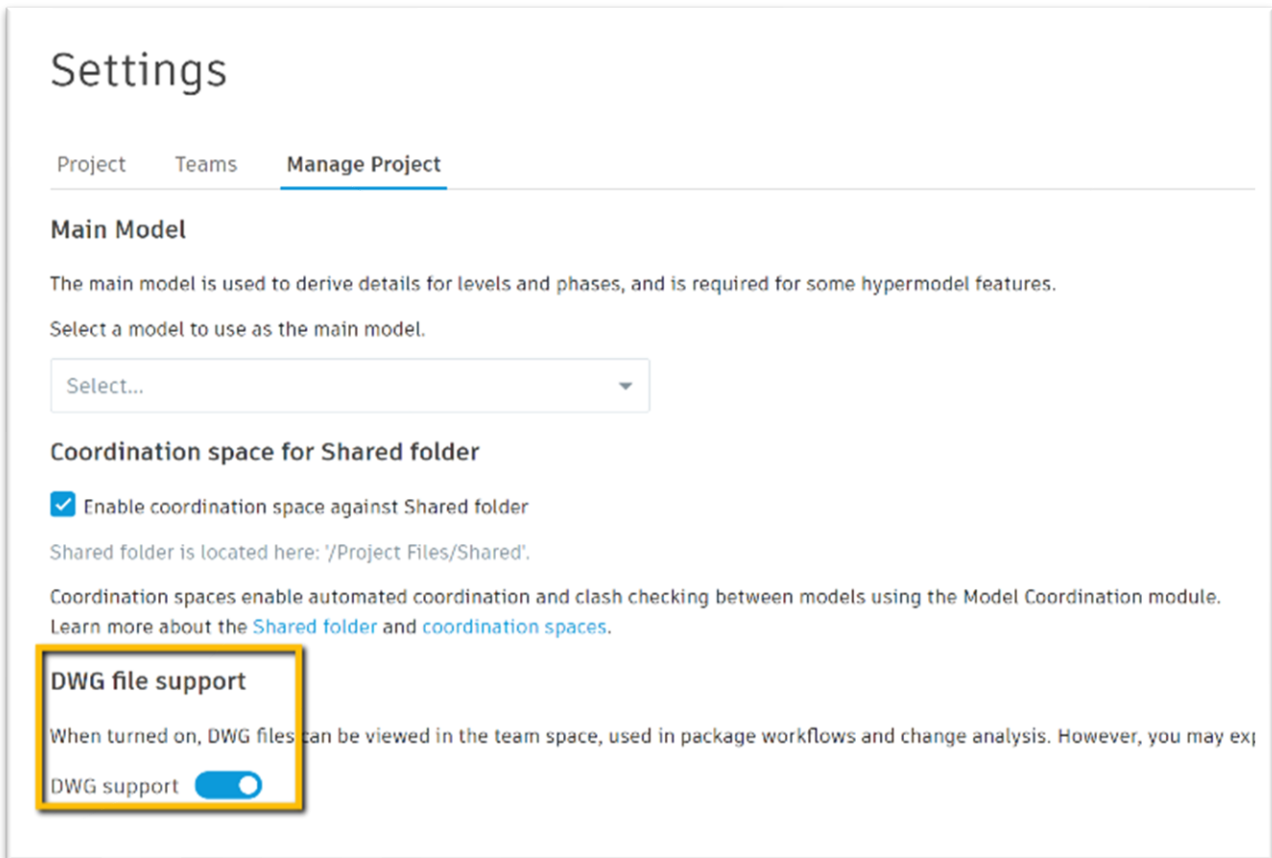 Settings
Project Teams Manage Project
Main Model
The main model is used to derive details for levels and phases, and is required for some hypermodel features.
Select a model to use as the main model.
Select...
Coordination space for Shared folder
Enable coordination space against Shared folder
Shared folder is located here: '/Project Files/Shared'.
Coordination spaces enable automated coordination and clash checking between models using the Model Coordination module.
Learn more about the Shared folder and coordination spaces.
DWG file support
When turned on, DWG files can be viewed in the team space, used in package workflows and change analysis. However, you may
DWG support